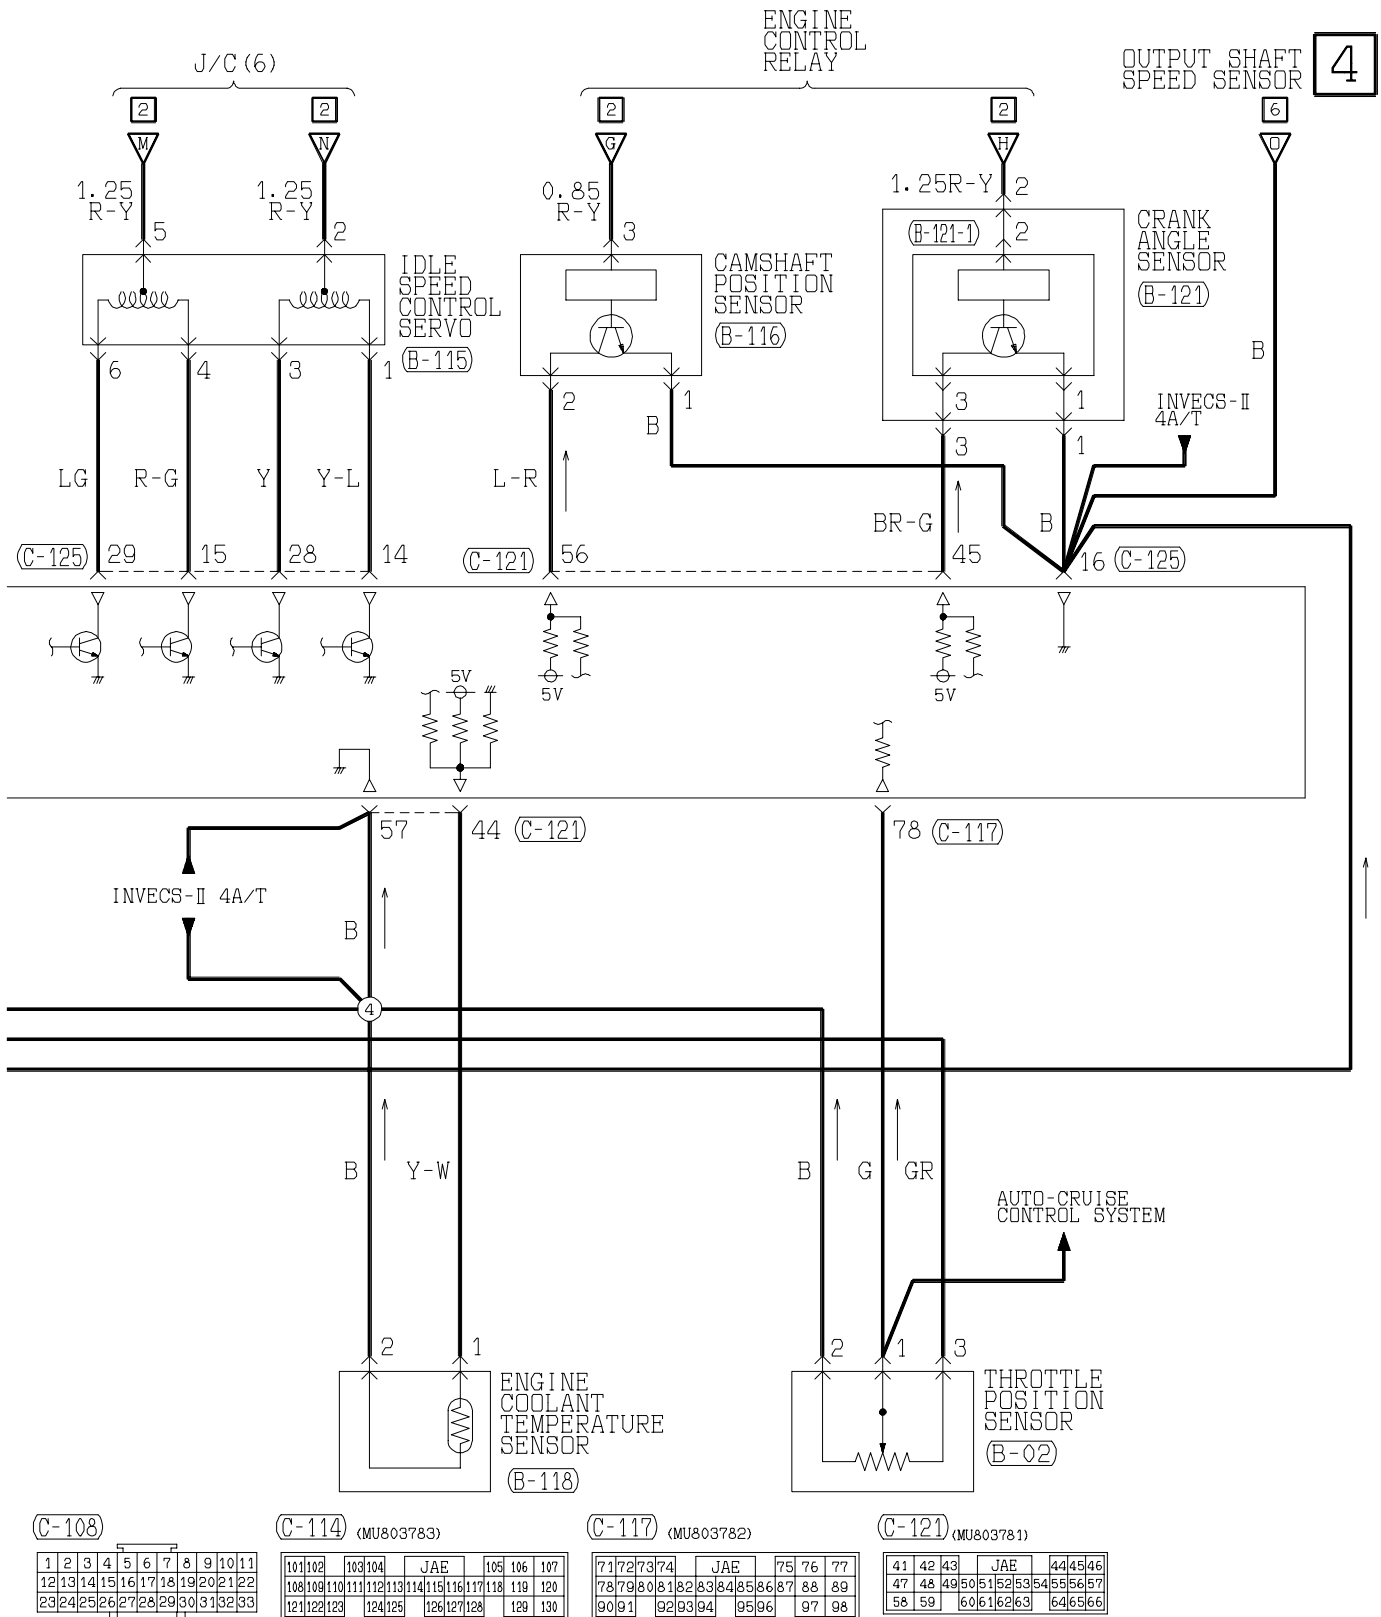 ENGINE
CONTROL
RELAY
J/C(6)
OUTPUT SHAFT
SPEED SENSOR
4
2
2
2
2
6
M
N
G
H
O
1.25
R-Y
1.25
R-Y
0.85
R-Y
1.25R-Y
2
5
2
3
B-121-1
2
CRANK
ANGLE
SENSOR
B-121
IDLE
SPEED
CONTROL
SERVO
B-115
CAMSHAFT
POSITION
SENSOR
B-116
6
4
3
1
2
1
3
1
B
B
INVECS-Ⅱ
4A/T
3
1
LG
R-G
Y
Y-L
L-R
BR-G
B
C-125
29
15
28
14
C-121
56
45
16
C-125
5V
5V
5V
57
44
C-121
78
C-117
INVECS-Ⅱ 4A/T
B
4
B
Y-W
B
G
GR
AUTO-CRUISE
CONTROL SYSTEM
2
1
2
1
3
ENGINE
COOLANT
TEMPERATURE
SENSOR
B-118
THROTTLE
POSITION
SENSOR
B-02
C-108
1 2 3 4 5 6 7 8 9 10 11
12 13 14 15 16 17 18 19 20 21 22
23 24 25 26 27 28 29 30 31 32 33
C-114 (MU803783)
101 102 103 104 JAE 105 106 107
108 109 110 111 112 113 114 115 116 117 118 119 120
121 122 123 124 125 126 127 128 129 130
C-117 (MU803782)
71 72 73 74 JAE 75 76 77
78 79 80 81 82 83 84 85 86 87 88 89
90 91 92 93 94 95 96 97 98
C-121 (MU803781)
41 42 43 JAE 44 45 46
47 48 49 50 51 52 53 54 55 56 57
58 59 60 61 62 63 64 65 66